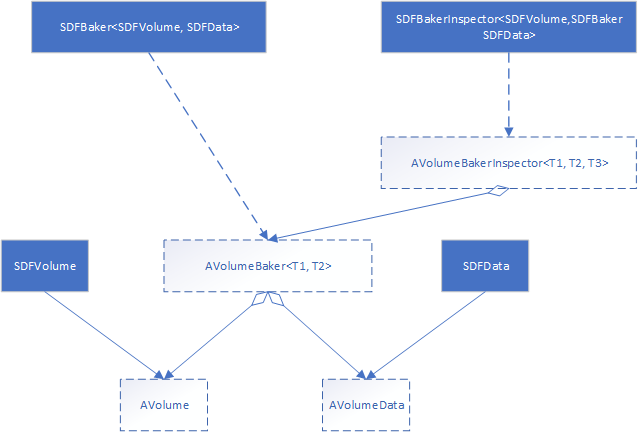 SDFBaker<SDFVolume, SDFData>
SDFBakerInspector<SDFVolume,SDFBaker
SDFData>
AVolumeBakerInspector<T1, T2, T3>
SDFVolume
AVolumeBaker<T1, T2>
SDFData
AVolume
AVolumeData